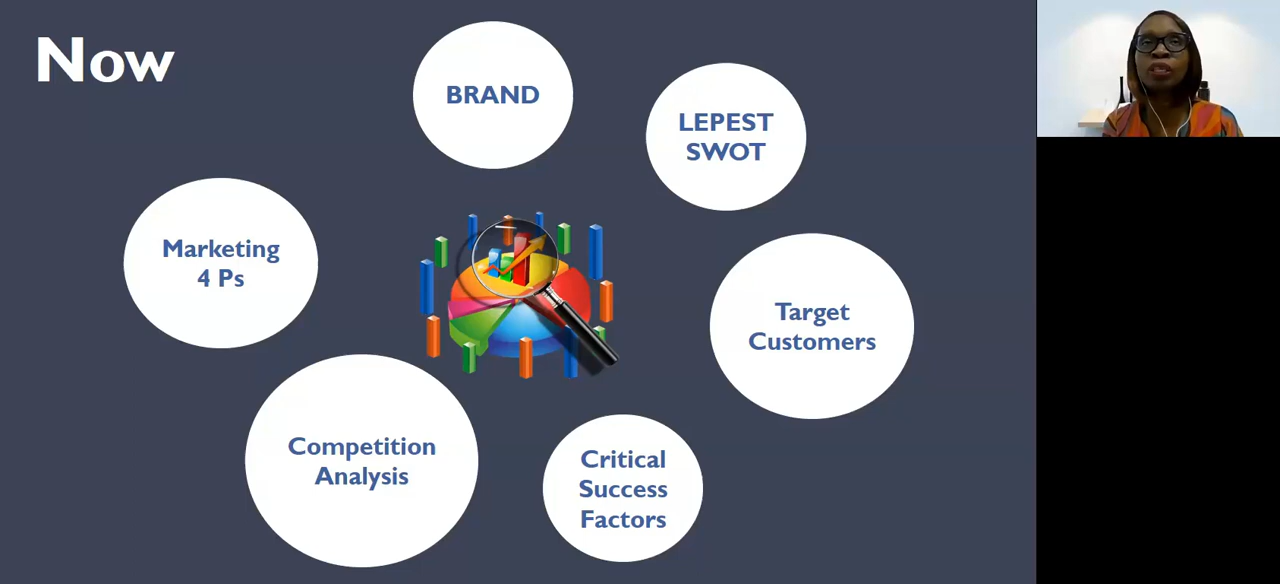 Now
BRAND
LEPEST
SWOT
Marketing
4 Ps
Target
Customers
Competition
Analysis
Critical
Success
Factors